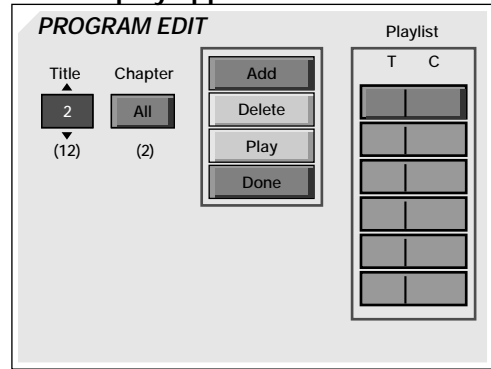 PROGRAM EDIT
Playlist
Title Chapter
T C
2 All
(12) (2)
Add
Delete
Play
Done